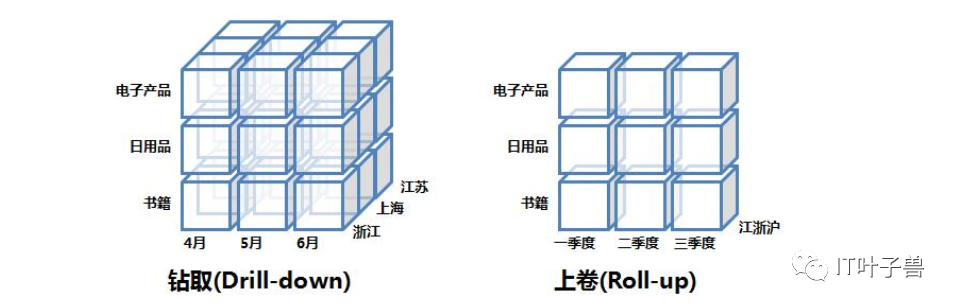 电子产品
日用品
书籍
4月 5月 6月
江苏
上海
浙江
钻取(Drill-down)
电子产品
日用品
书籍
一季度 二季度 三季度
江浙沪
上卷(Roll-up)
IT叶子兽